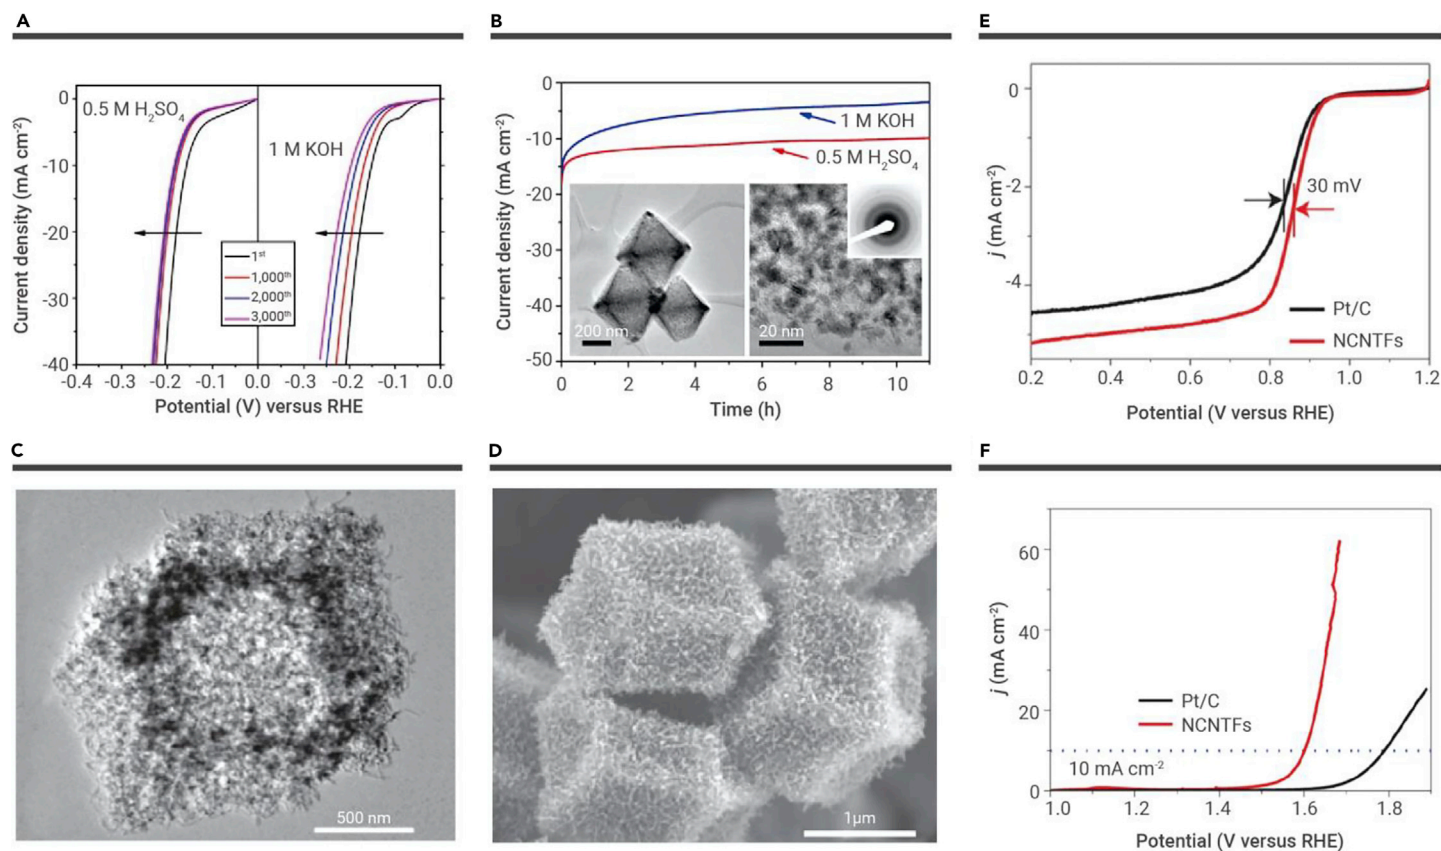 A
0.5 M H2SO4
1 M KOH
1st
1,000th
2,000th
3,000th
0
-10
-20
-30
-40
-0.4 -0.3 -0.2 -0.1 0.0 -0.3 -0.2 -0.1 0.0
Current density (mA cm-2)
Potential (V) versus RHE
B
1 M KOH
0.5 M H2SO4
200 nm
20 nm
0
-10
-20
-30
-40
-50
0 2 4 6 8 10
Current density (mA cm-2)
Time (h)
E
30 mV
Pt/C
NCNTFs
0
-2
-4
0.2 0.4 0.6 0.8 1.0 1.2
j (mA cm-2)
Potential (V versus RHE)
C
500 nm
D
1µm
F
Pt/C
NCNTFs
10 mA cm-2
60
40
20
0
1.0 1.2 1.4 1.6 1.8
j (mA cm-2)
Potential (V versus RHE)